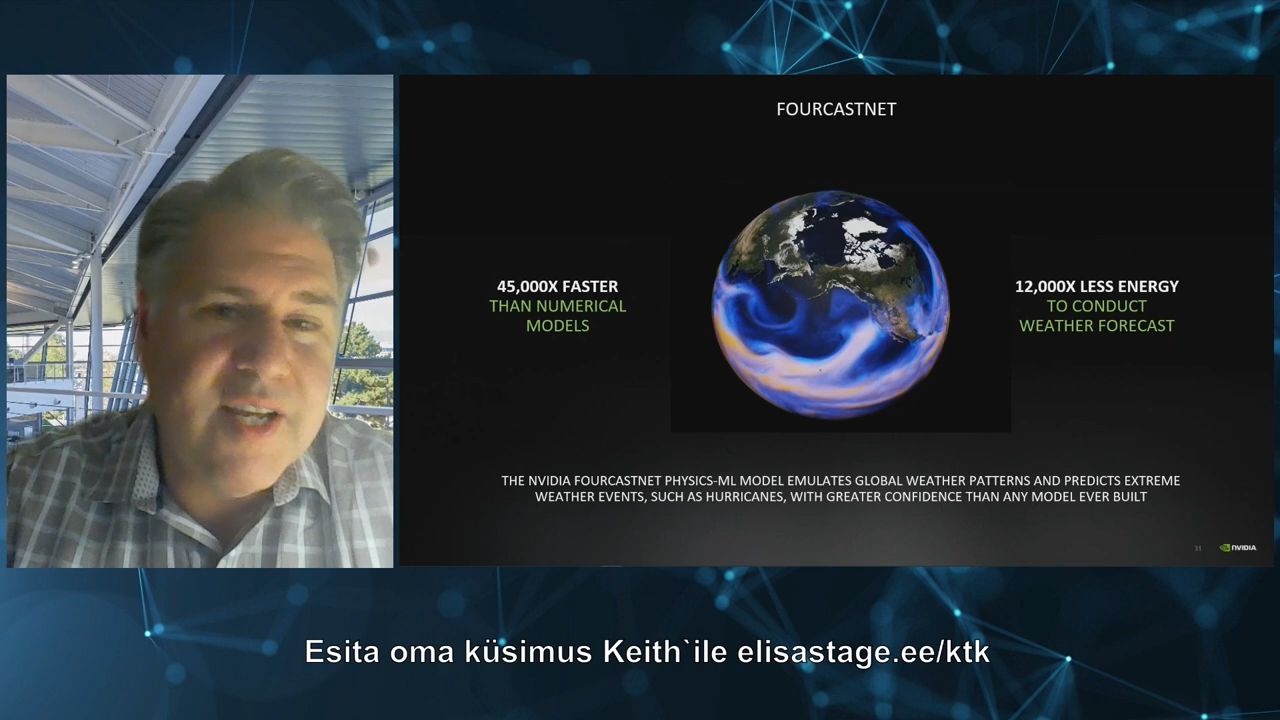 FOURCASTNET
45,000X FASTER
THAN NUMERICAL
MODELS
12,000X LESS ENERGY
TO CONDUCT
WEATHER FORECAST
THE NVIDIA FOURCASTNET PHYSICS-ML MODEL EMULATES GLOBAL WEATHER PATTERNS AND PREDICTS EXTREME
WEATHER EVENTS, SUCH AS HURRICANES, WITH GREATER CONFIDENCE THAN ANY MODEL EVER BUILT
31
NVIDIA
Esita oma küsimus Keith`ile elisastage.ee/ktk